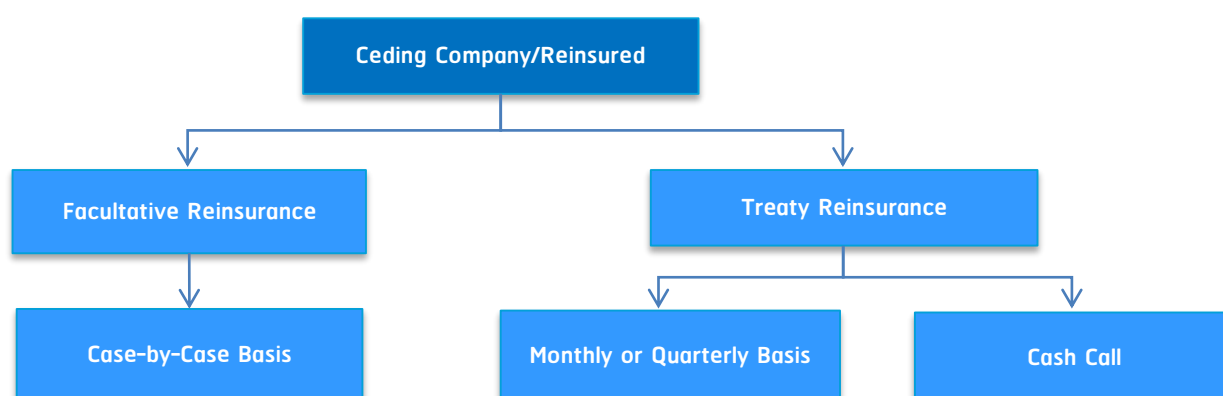 Ceding Company/Reinsured
Facultative Reinsurance
Treaty Reinsurance
Case-by-Case Basis
Monthly or Quarterly Basis
Cash Call